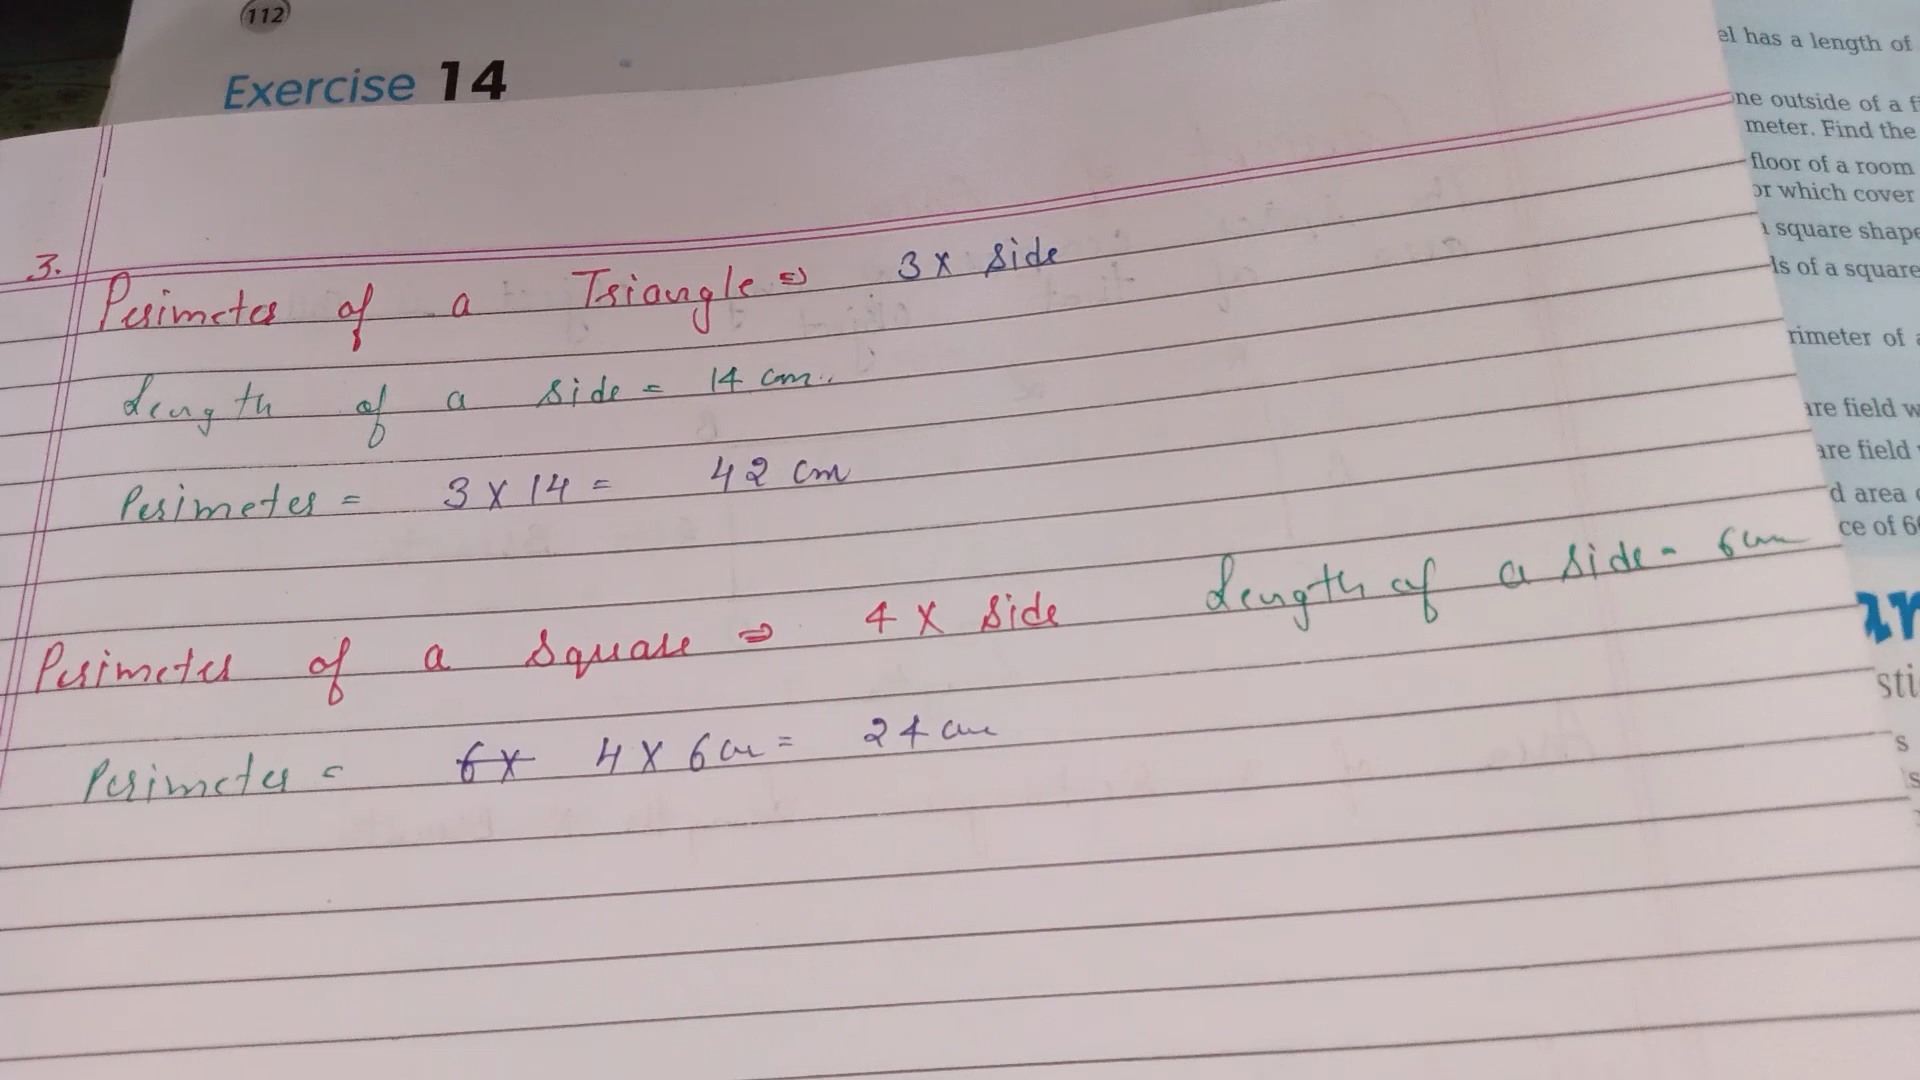 112
Exercise 14
el has a length of
ne outside of a f
meter. Find the
floor of a room
or which cover
square shape
ls of a square
rimeter of a
are field w
are field
d area
ce of 6
sti
s
3.
Perimeter of a Triangle ⇒ 3 x side
Length of a side = 14 cm.
Perimeter = 3 x 14 = 42 cm
Perimeter of a Square ⇒ 4 x side Length of a side = 6 cm
Perimeter = 6x 4 x 6 cm = 24 cm